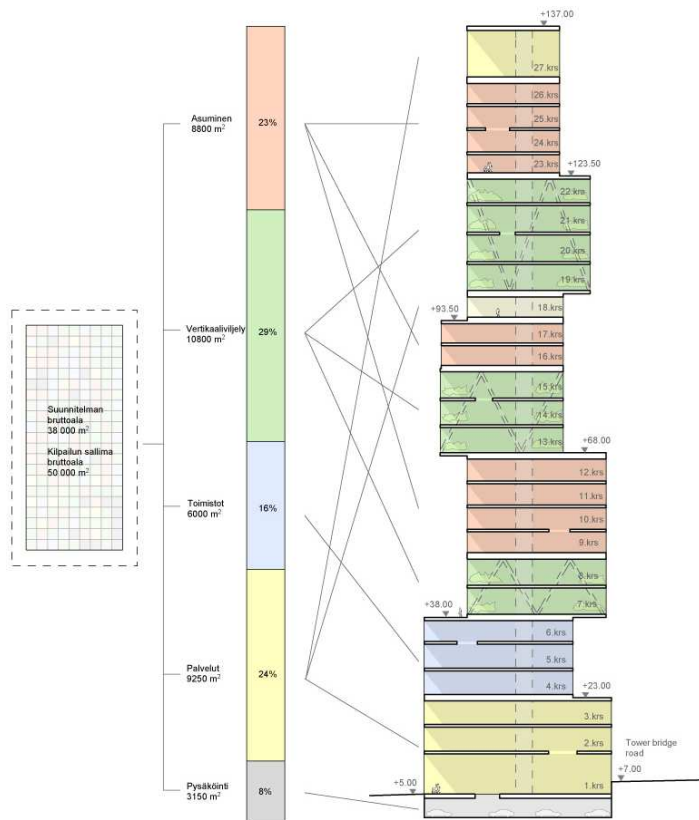 +137.00
27.krs
26.krs
25.krs
24.krs
23.krs
+123.50
22.krs
21.krs
20.krs
19.krs
18.krs
+93.50
17.krs
16.krs
15.krs
14.krs
13.krs
+68.00
12.krs
11.krs
10.krs
9.krs
8.krs
7.krs
+38.00
6.krs
5.krs
4.krs
+23.00
3.krs
2.krs
1.krs
Tower bridge
road
+7.00
+5.00
Asuminen
8800 m²
23%
Vertikaaliviljely
10800 m²
29%
Toimistot
6000 m²
16%
Palvelut
9250 m²
24%
Pysäköinti
3150 m²
8%
Suunnitelman
bruttoala
38 000 m²
Kilpailun sallima
bruttoala
50 000 m²